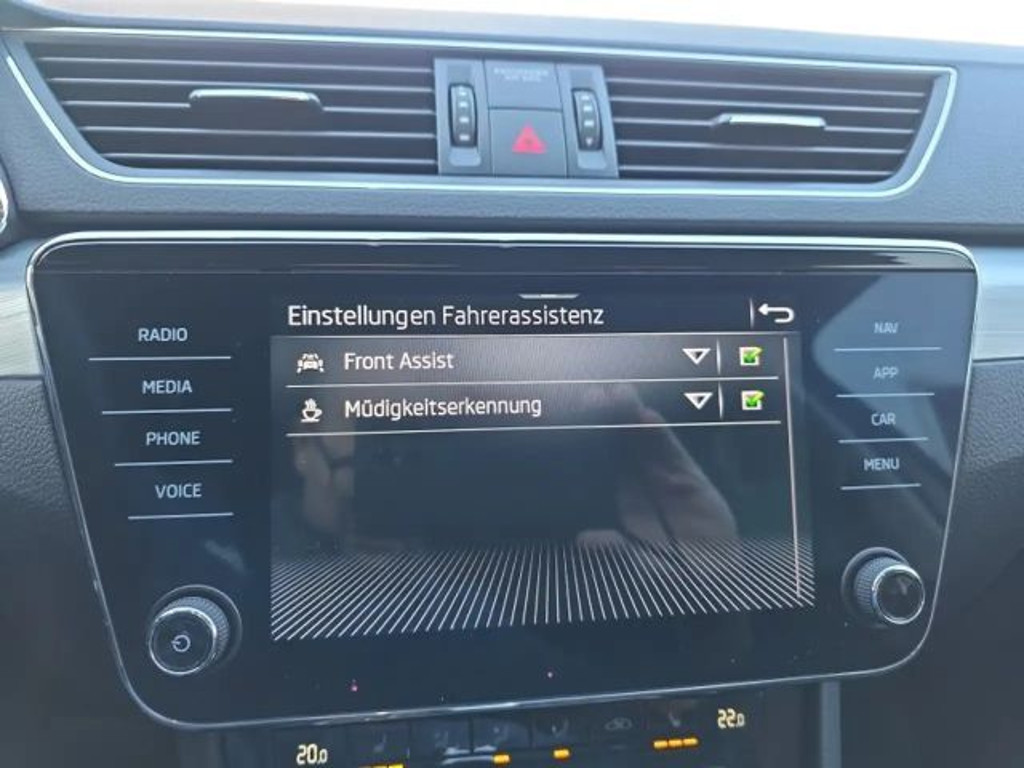 Einstellungen Fahrerassistenz
Front Assist
Müdigkeitserkennung
RADIO
MEDIA
PHONE
VOICE
NAV
APP
CAR
MENU
20.0
22.0